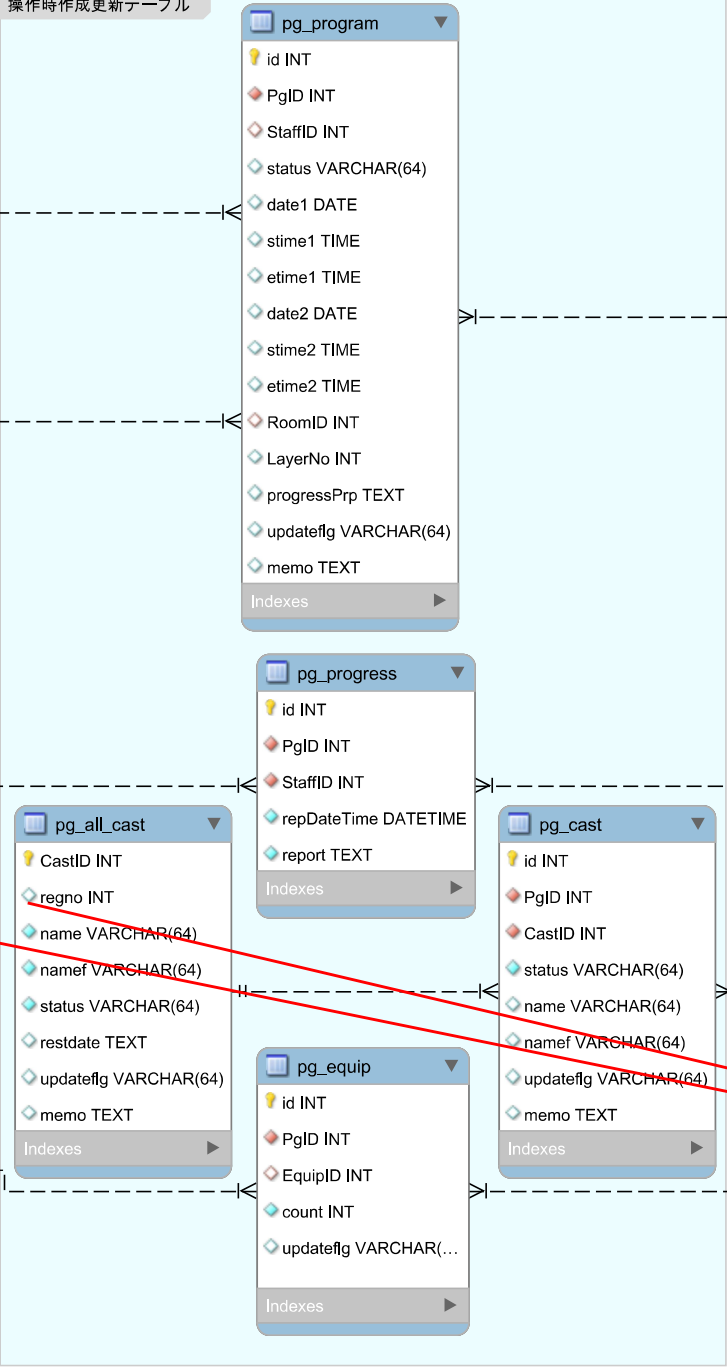 操作時作成更新テーブル
pg_program
id INT
PgID INT
StaffID INT
status VARCHAR(64)
date1 DATE
stime1 TIME
etime1 TIME
date2 DATE
stime2 TIME
etime2 TIME
RoomID INT
LayerNo INT
progressPrp TEXT
updateflg VARCHAR(64)
memo TEXT
Indexes
pg_progress
id INT
PgID INT
StaffID INT
repDateTime DATETIME
report TEXT
Indexes
pg_all_cast
CastID INT
regno INT
name VARCHAR(64)
namef VARCHAR(64)
status VARCHAR(64)
restdate TEXT
updateflg VARCHAR(64)
memo TEXT
Indexes
pg_cast
id INT
PgID INT
CastID INT
status VARCHAR(64)
name VARCHAR(64)
namef VARCHAR(64)
updateflg VARCHAR(64)
memo TEXT
Indexes
pg_equip
id INT
PgID INT
EquipID INT
count INT
updateflg VARCHAR(…
Indexes